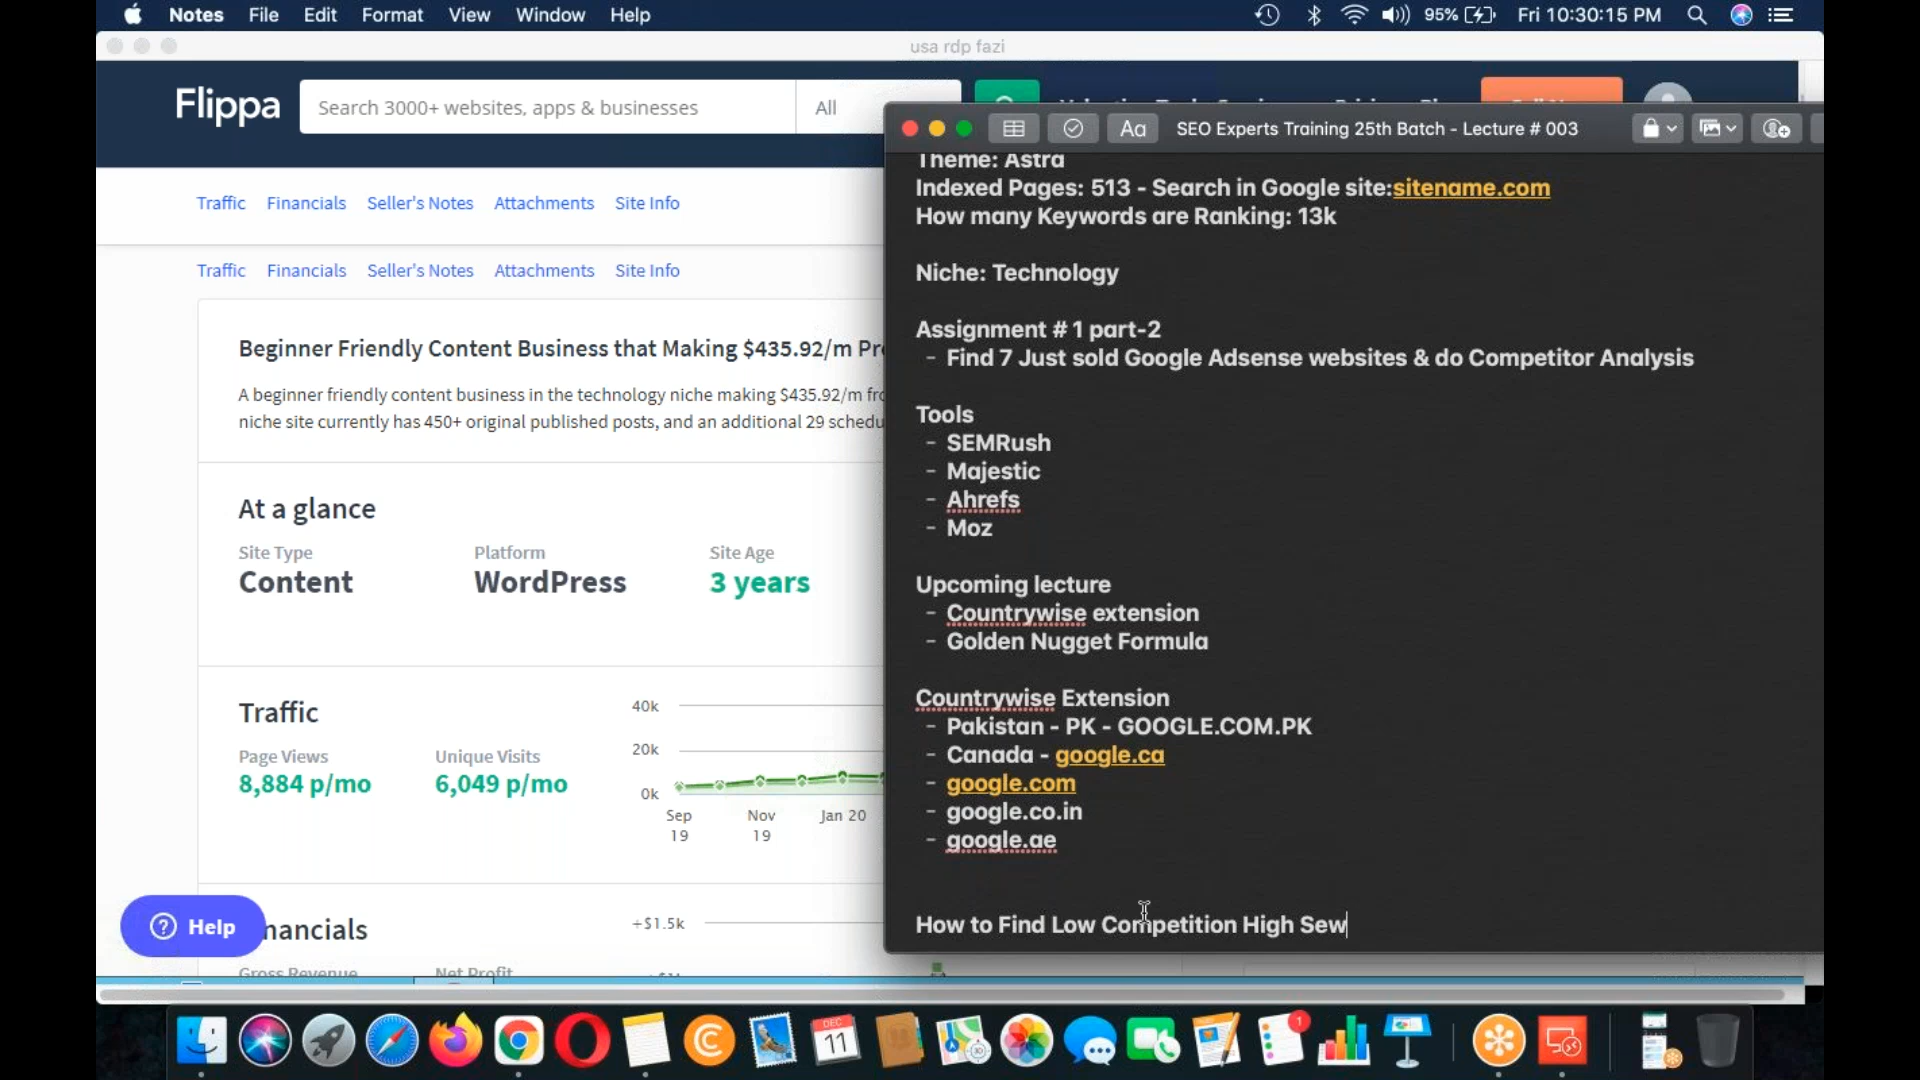 Notes File Edit Format View Window Help 95% Fri 10:30:15 PM
usa rdp fazi
Flippa Search 3000+ websites, apps & businesses All
Traffic Financials Seller's Notes Attachments Site Info
Traffic Financials Seller's Notes Attachments Site Info
Beginner Friendly Content Business that Making $435.92/m
A beginner friendly content business in the technology niche making $435.92/m
niche site currently has 450+ original published posts, and an additional 29
At a glance
Site Type Platform Site Age
Content WordPress 3 years
Traffic
Page Views Unique Visits
8,884 p/mo 6,049 p/mo
40k
20k
0k
Sep 19 Nov 19 Jan 20
Help
nancials
+$1.5k
Gross Revenue Net Profit
SEO Experts Training 25th Batch - Lecture # 003
Theme: Astra
Indexed Pages: 513 - Search in Google site:sitename.com
How many Keywords are Ranking: 13k
Niche: Technology
Assignment # 1 part-2
- Find 7 Just sold Google Adsense websites & do Competitor Analysis
Tools
- SEMRush
- Majestic
- Ahrefs
- Moz
Upcoming lecture
- Countrywise extension
- Golden Nugget Formula
Countrywise Extension
- Pakistan - PK - GOOGLE.COM.PK
- Canada - google.ca
- google.com
- google.co.in
- google.ae
How to Find Low Competition High Sew
DEC
11
1